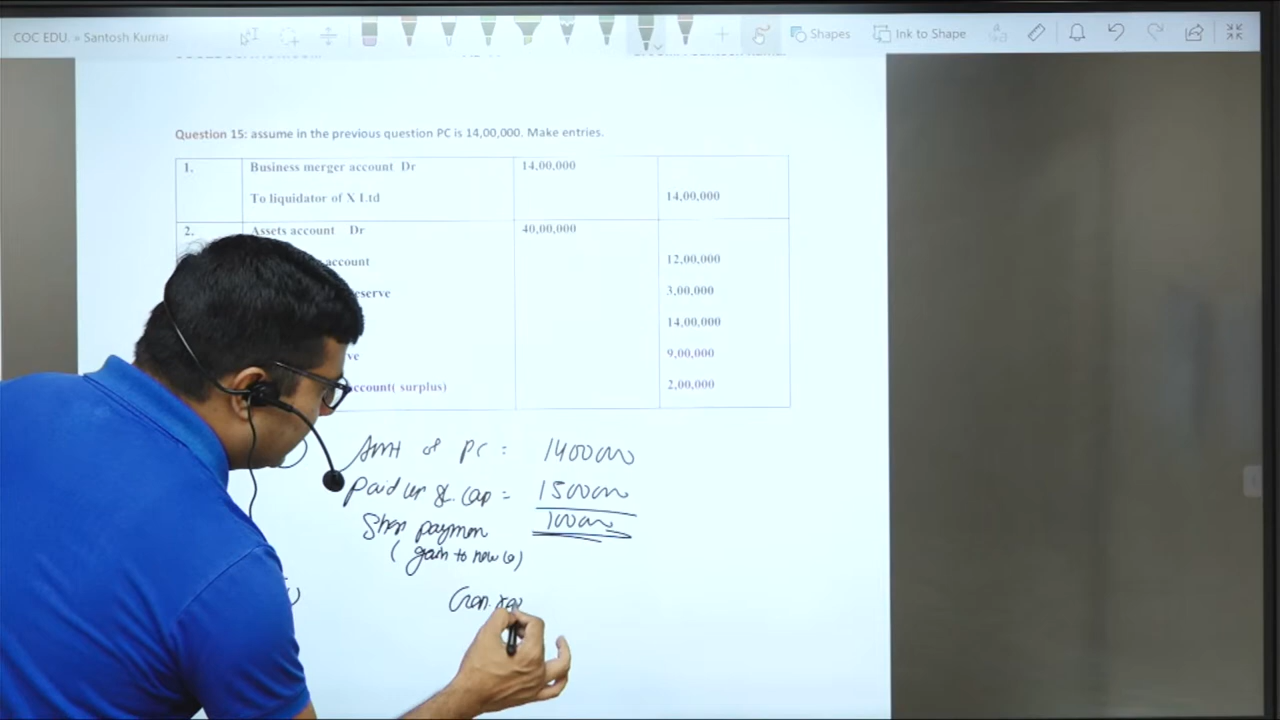 COC EDU. » Santosh Kumar
Shapes
Ink to Shape
Question 15: assume in the previous question PC is 14,00,000. Make entries.
1. Business merger account Dr 14,00,000
To liquidator of X Ltd 14,00,000
2. Assets account Dr 40,00,000
account 12,00,000
eserve 3,00,000
14,00,000
ve 9,00,000
ccount( surplus) 2,00,000
Amt of PC : 1400000
Paid up sh. cap = 1500000
Short paymen 100000
( gain to new co)
Gen. res